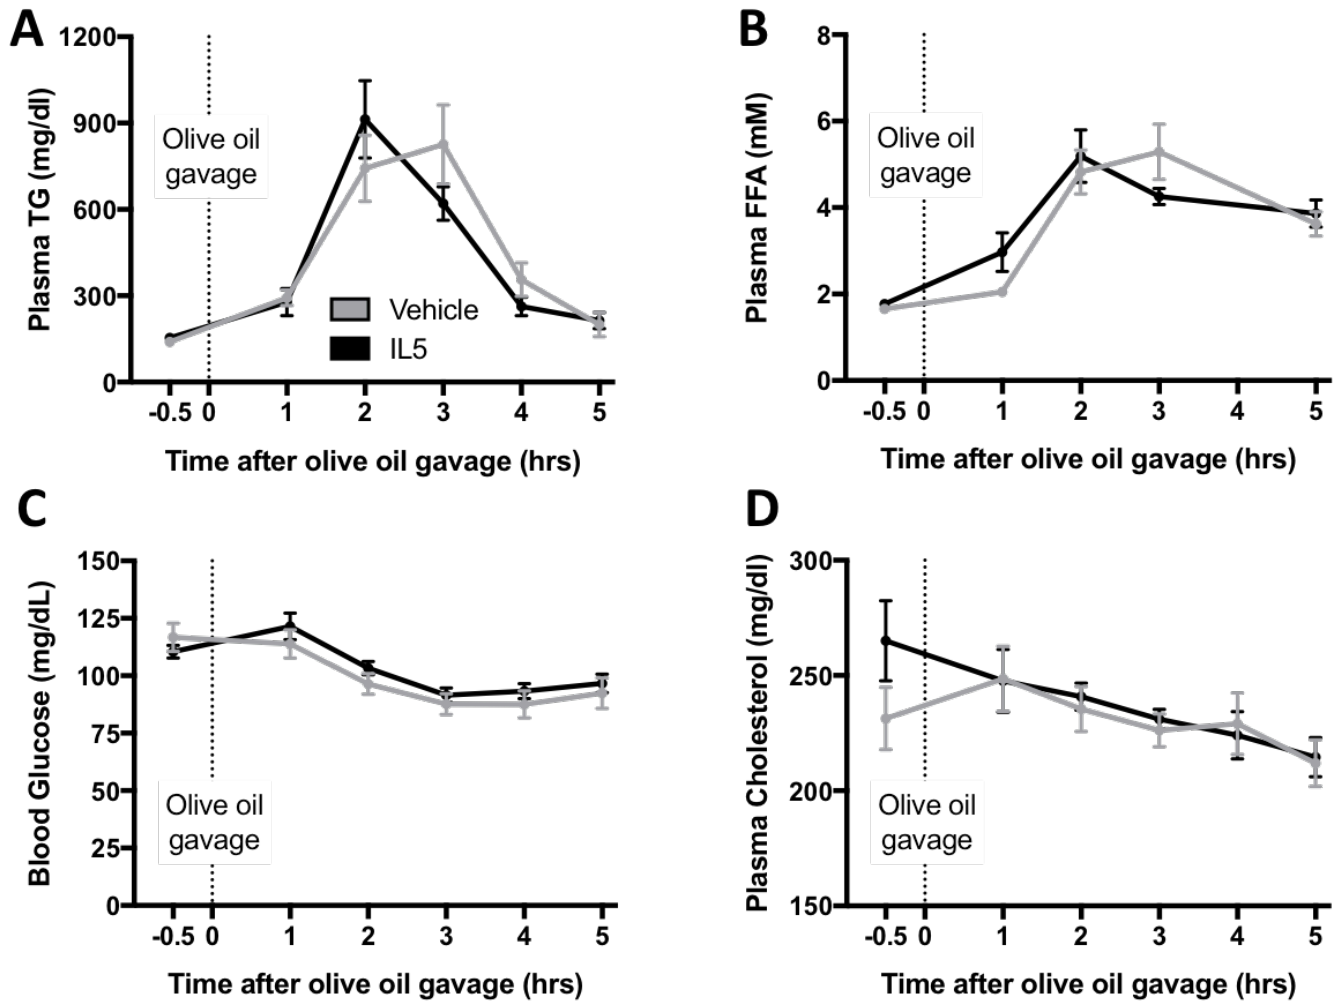 A
Plasma TG (mg/dl)
1200
900
600
300
0
Olive oil
gavage
Vehicle
IL5
-0.5 0 1 2 3 4 5
Time after olive oil gavage (hrs)
B
Plasma FFA (mM)
8
6
4
2
0
Olive oil
gavage
-0.5 0 1 2 3 4 5
Time after olive oil gavage (hrs)
C
Blood Glucose (mg/dL)
150
125
100
75
50
25
0
Olive oil
gavage
-0.5 0 1 2 3 4 5
Time after olive oil gavage (hrs)
D
Plasma Cholesterol (mg/dl)
300
250
200
150
Olive oil
gavage
-0.5 0 1 2 3 4 5
Time after olive oil gavage (hrs)